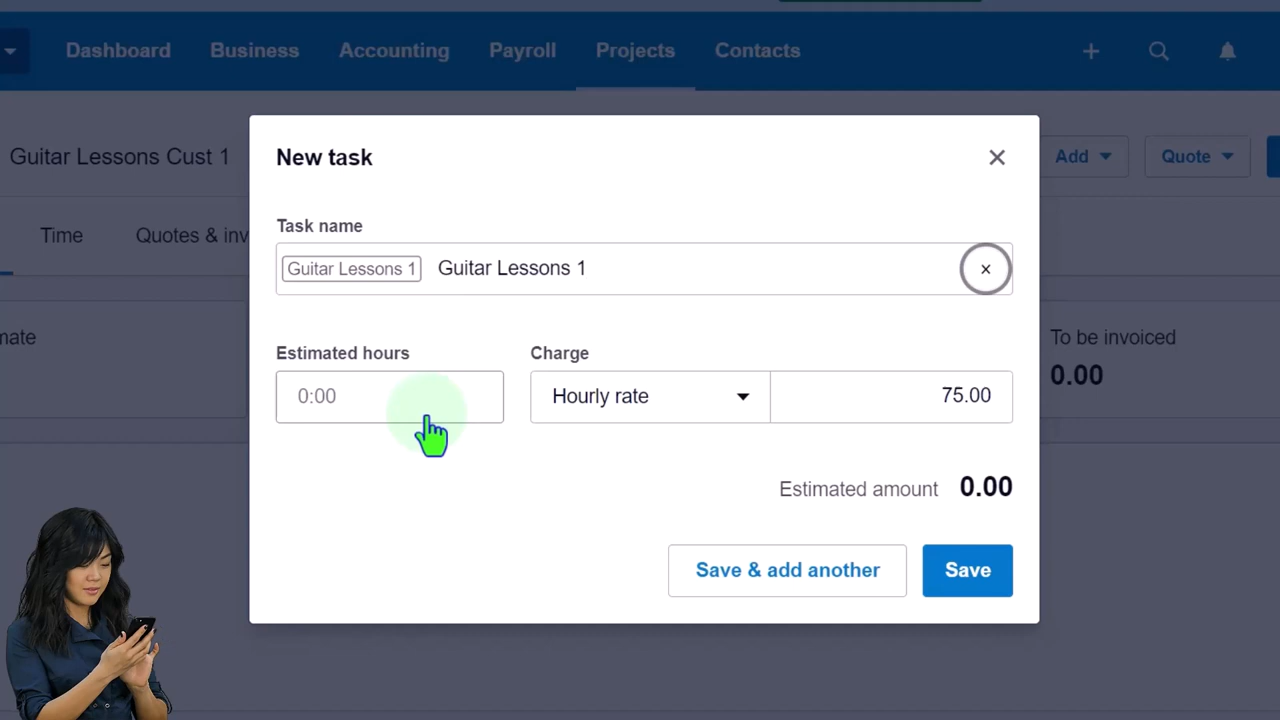 Dashboard Business Accounting Payroll Projects Contacts
Guitar Lessons Cust 1
Add
Quote
Time
Quotes & inv
mate
To be invoiced
0.00
New task
Task name
Guitar Lessons 1 Guitar Lessons 1
Estimated hours
Charge
0:00
Hourly rate
75.00
Estimated amount 0.00
Save & add another
Save